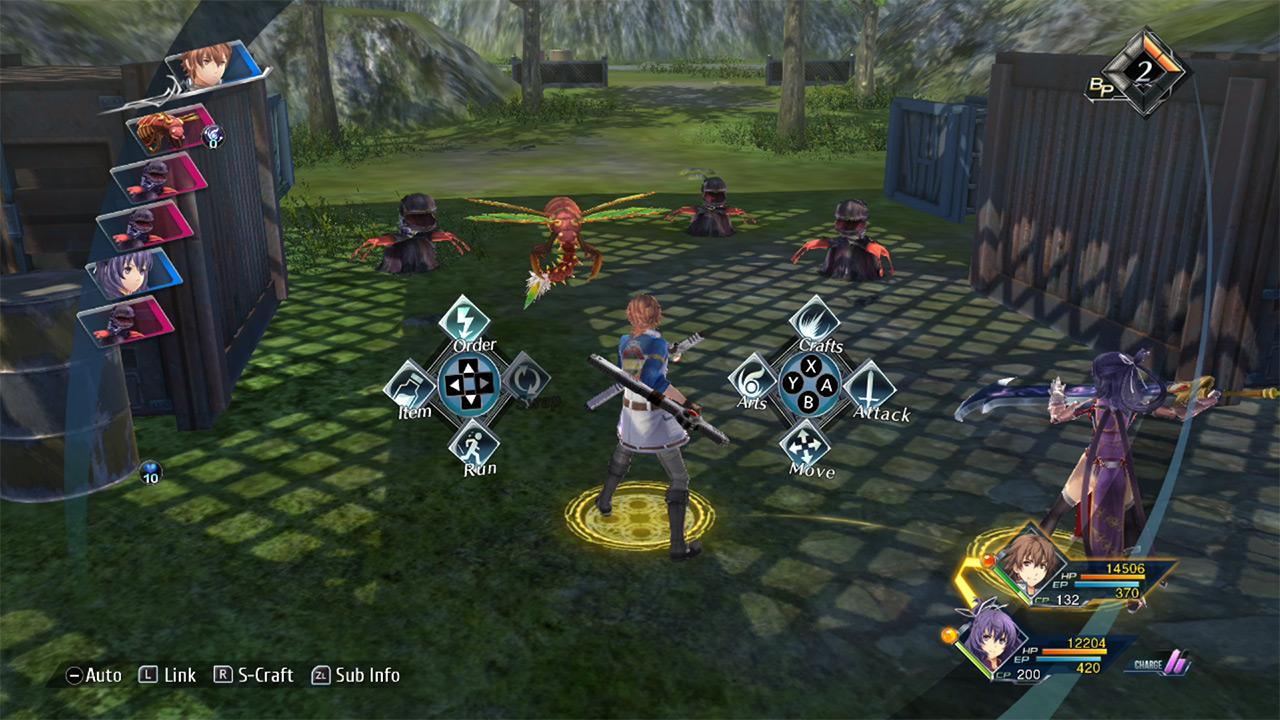 2
BP
0
Order
Item
Run
Crafts
X
Y
A
B
Arts
Attack
Move
10
HP 14506
EP 370
CP 132
HP 12204
EP 420
CP 200
CHARGE
Auto
L Link
R S-Craft
ZL Sub Info